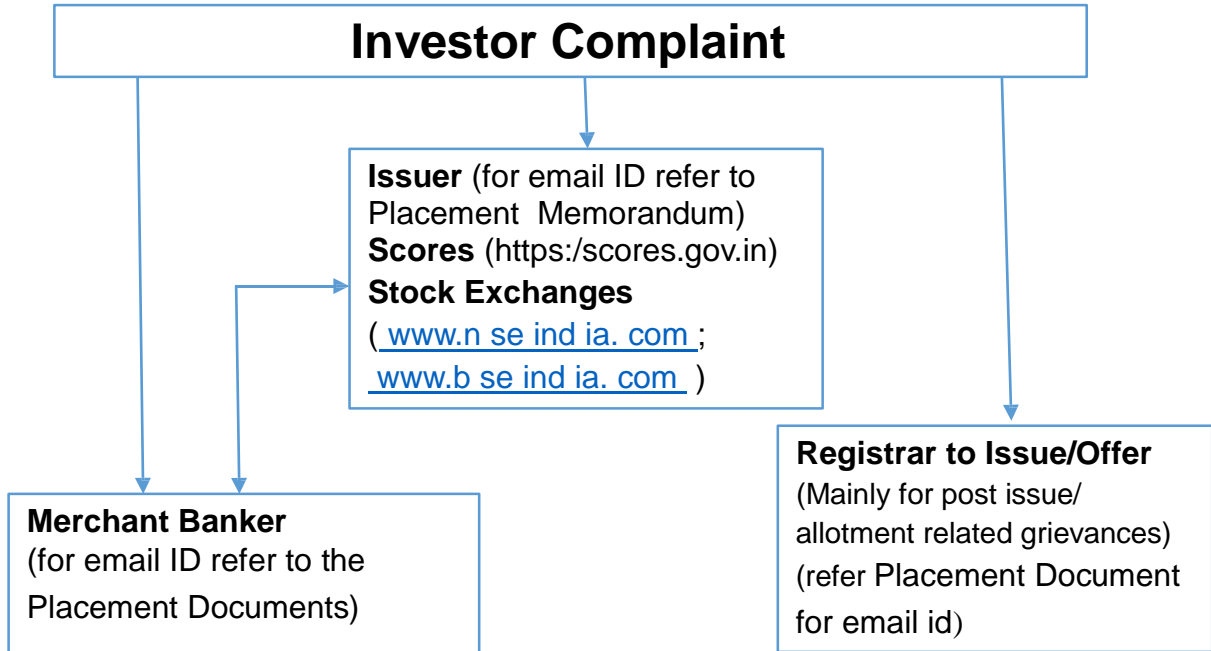 Investor Complaint
Issuer (for email ID refer to
Placement Memorandum)
Scores (https:/scores.gov.in)
Stock Exchanges
( www.n se ind ia. com ;
www.b se ind ia. com )
Merchant Banker
(for email ID refer to the
Placement Documents)
Registrar to Issue/Offer
(Mainly for post issue/
allotment related grievances)
(refer Placement Document
for email id)